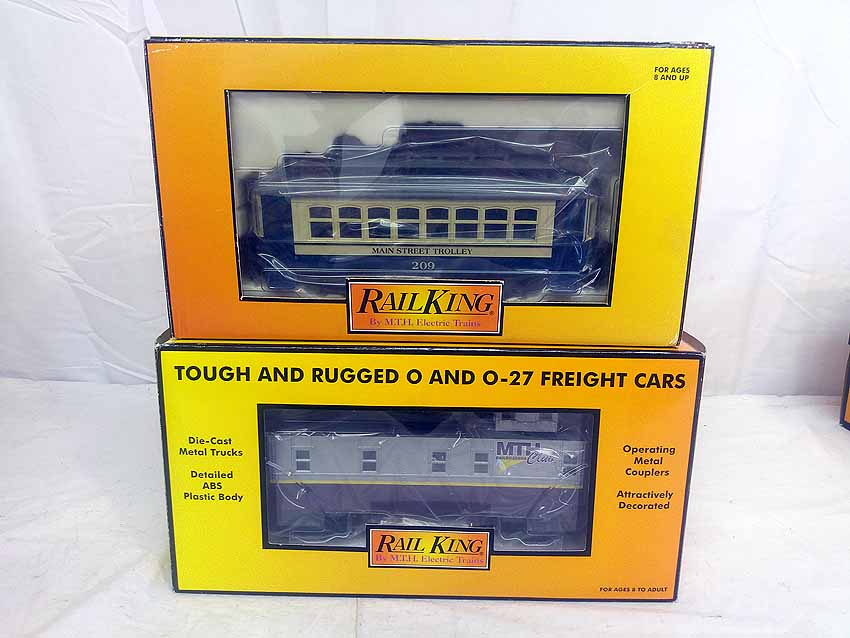 FOR AGES
8 AND UP
MAIN STREET TROLLEY
209
RAILKING®
By M.T.H. Electric Trains
TOUGH AND RUGGED O AND O-27 FREIGHT CARS
Die-Cast
Metal Trucks
Detailed
ABS
Plastic Body
MTH
Club
Operating
Metal
Couplers
Attractively
Decorated
RAIL KING
By M.T.H. Electric Trains
FOR AGES 8 TO ADULT